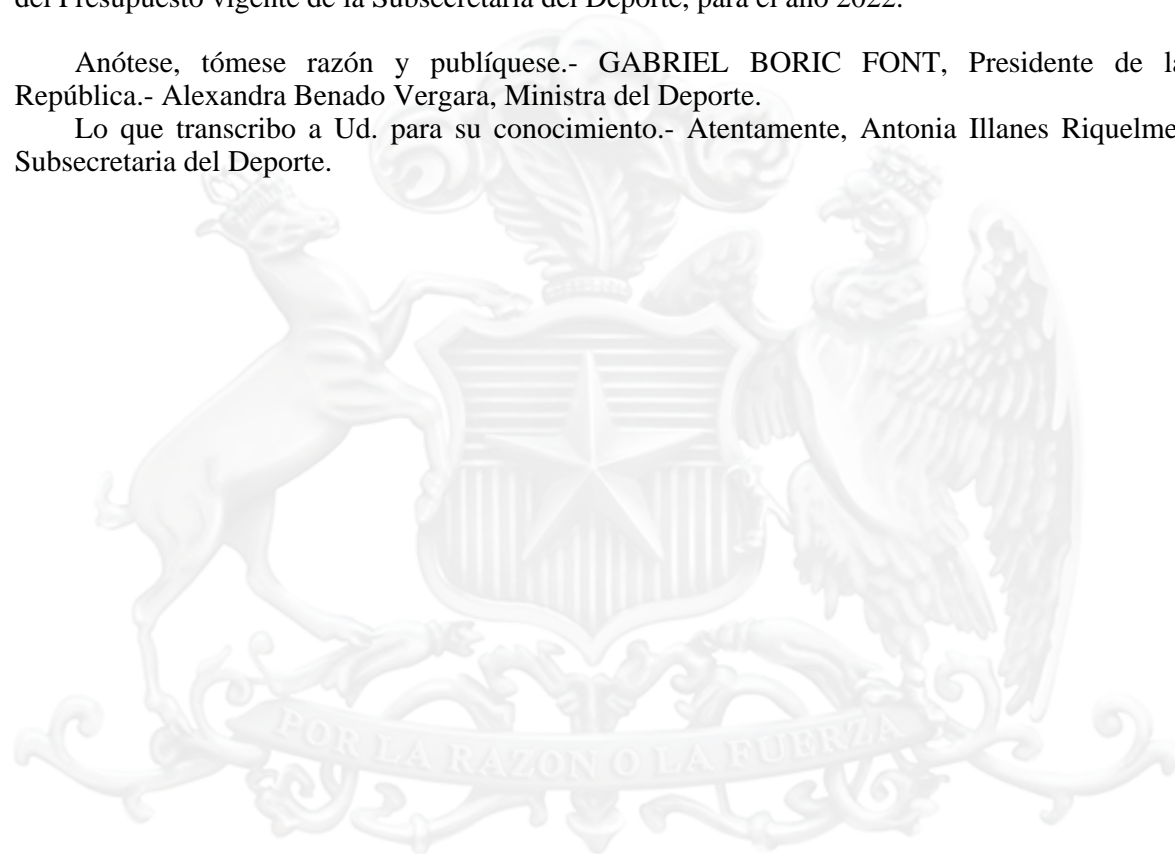 del Presupuesto vigente de la Subsecretaría del Deporte, para el año 2022.
Anótese, tómese razón y publíquese.- GABRIEL BORIC FONT, Presidente de la
República.- Alexandra Benado Vergara, Ministra del Deporte.
Lo que transcribo a Ud. para su conocimiento.- Atentamente, Antonia Illanes Riquelme
Subsecretaria del Deporte.
POR LA RAZON O LA FUERZA